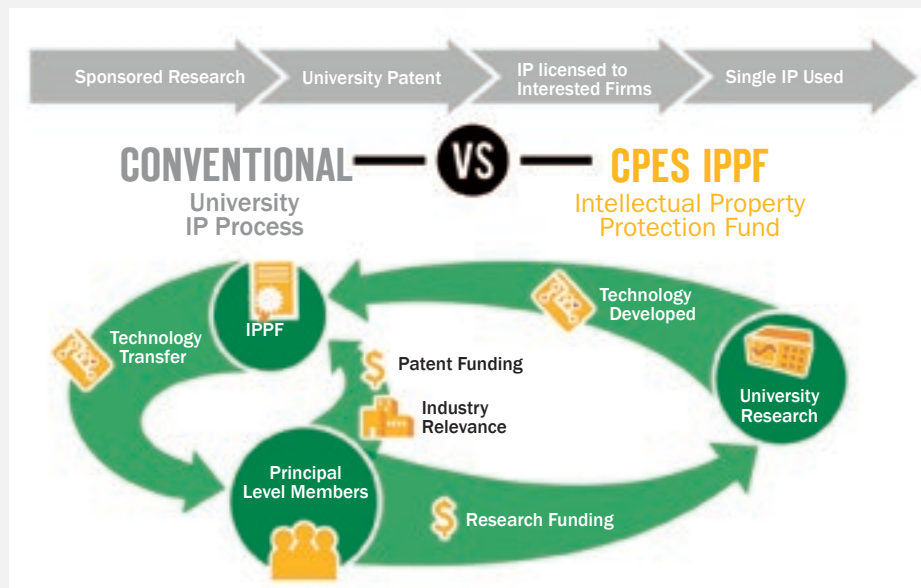 Sponsored Research
University Patent
IP licensed to
Interested Firms
Single IP Used
CONVENTIONAL
University
IP Process
VS
CPES IPPF
Intellectual Property
Protection Fund
IPPF
Technology
Transfer
Technology
Developed
$ Patent Funding
Industry
Relevance
University
Research
Principal
Level Members
$ Research Funding